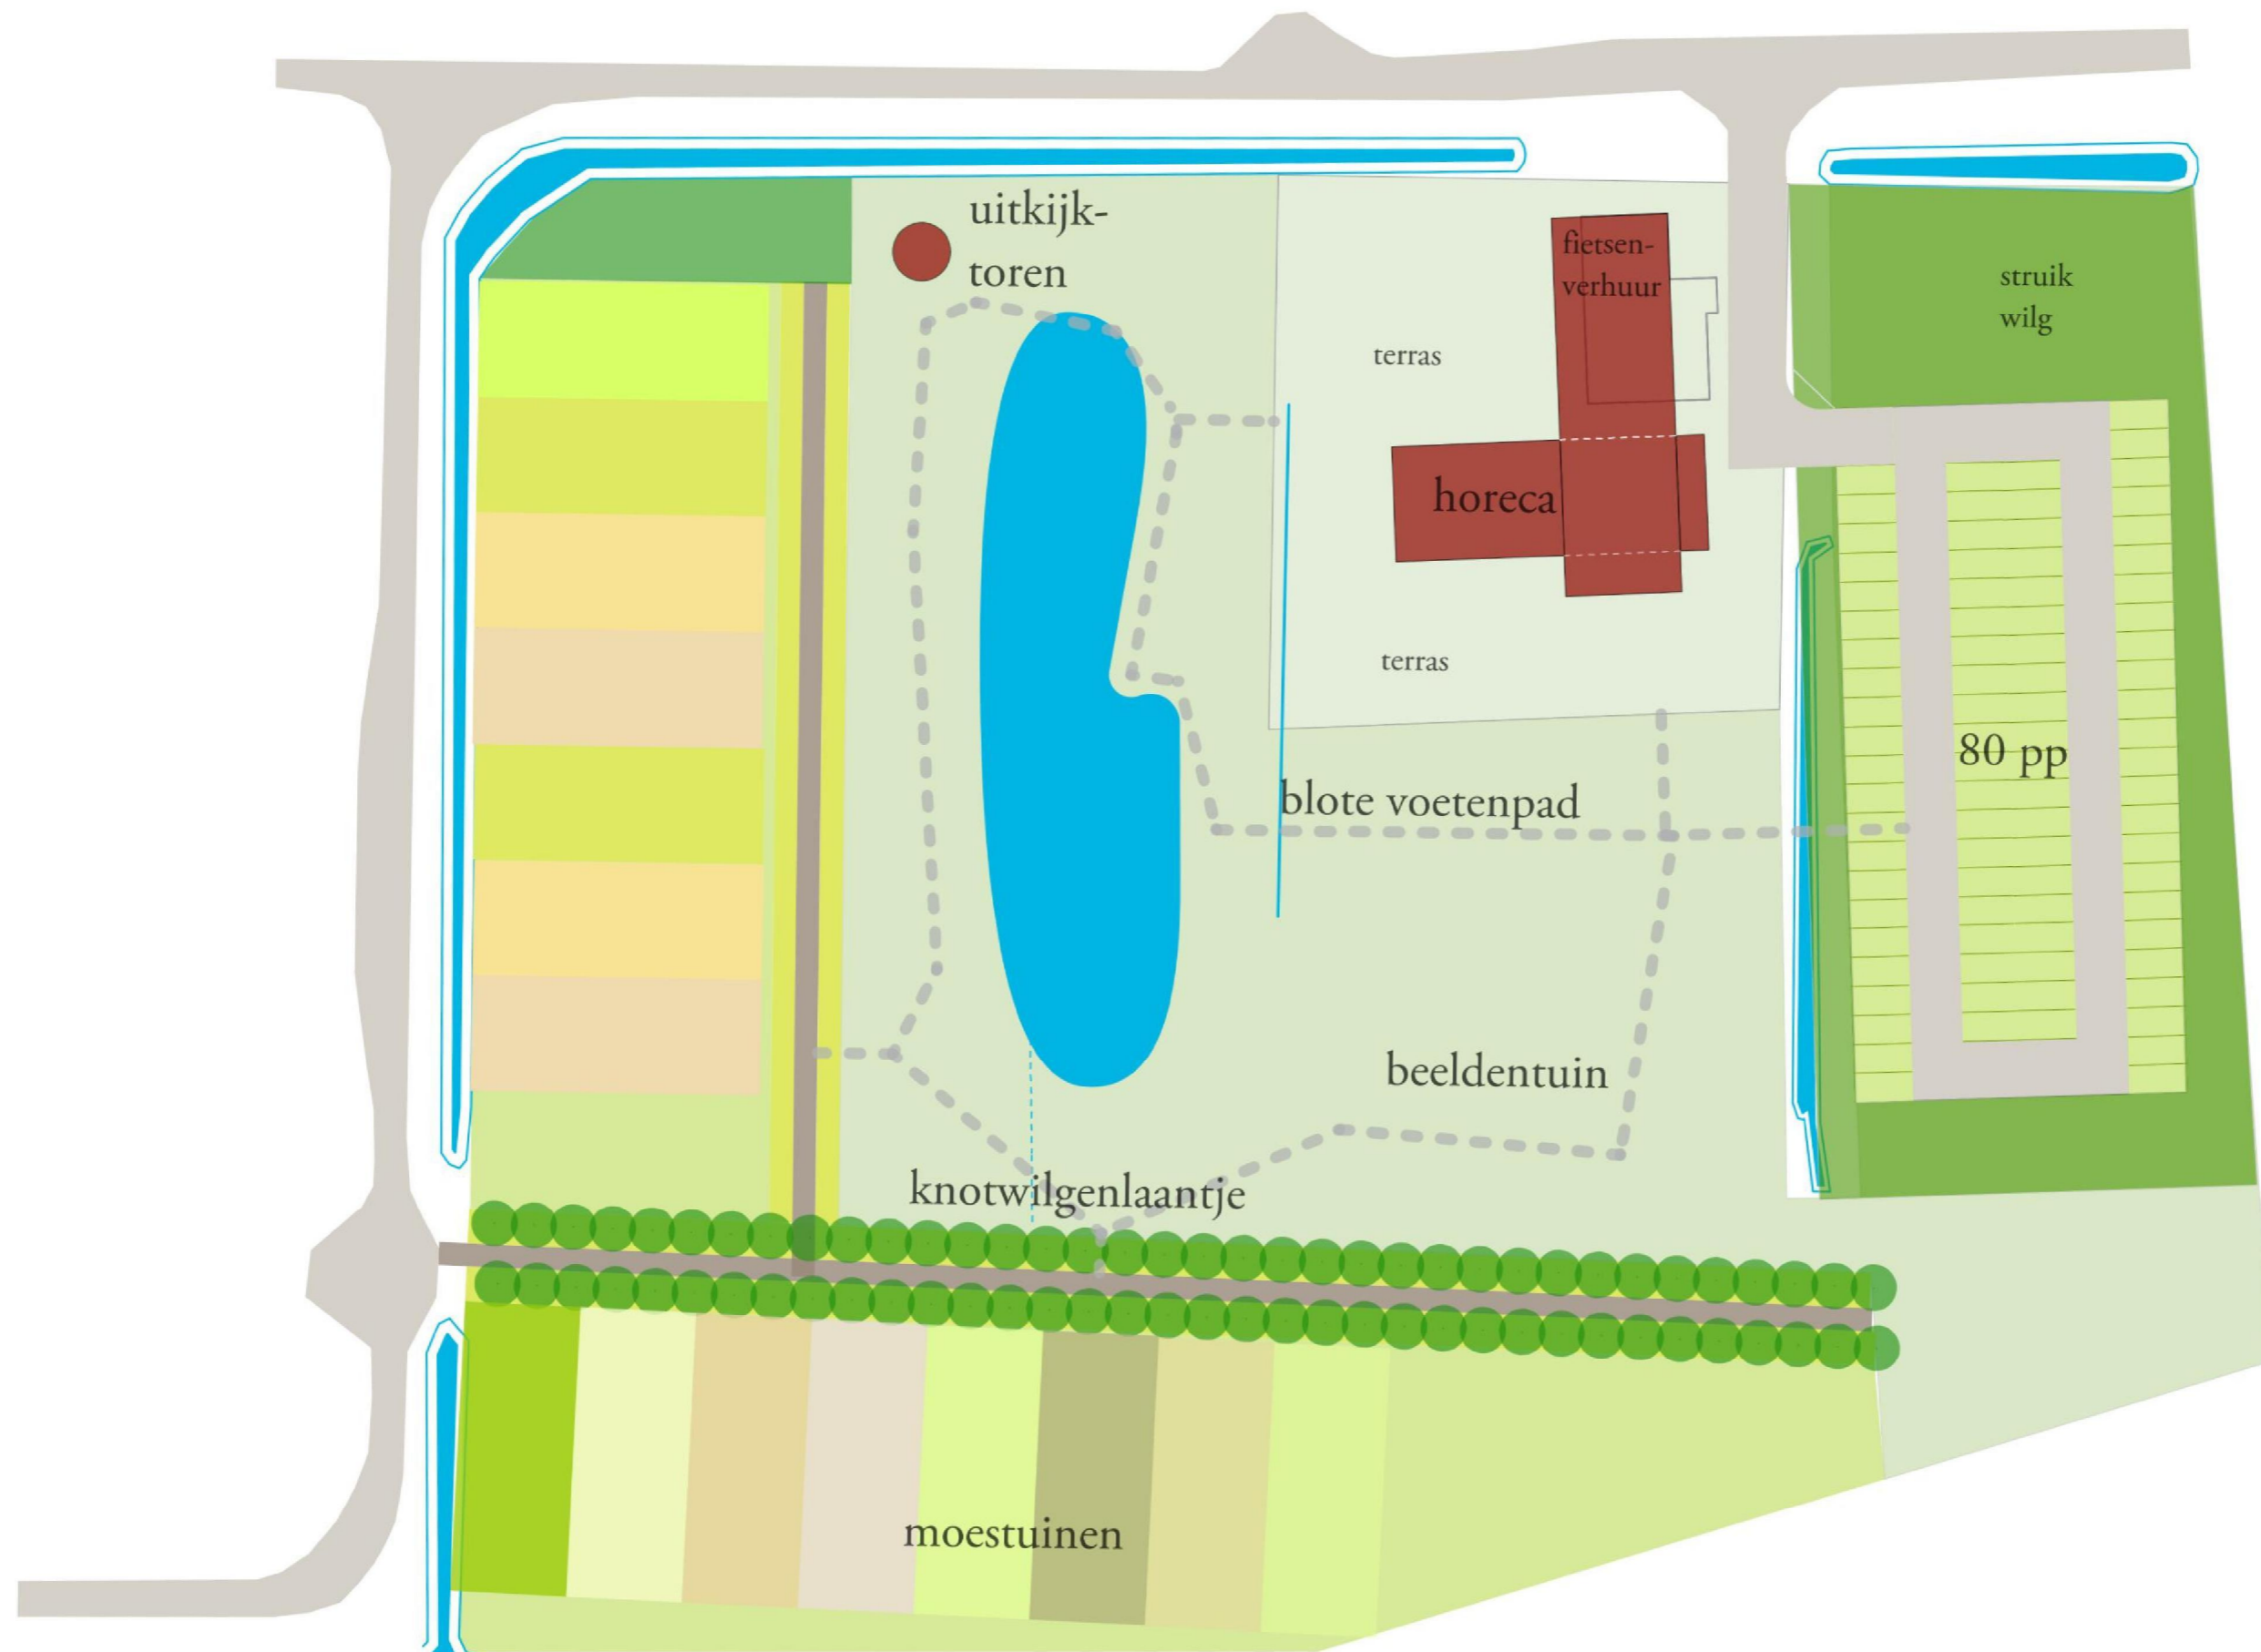 uitkijk-
toren
fietsen-
verhuur
struik
wilg
terras
horeca
terras
80 pp
blote voetenpad
beeldentuin
knotwilgenlaantje
moestuinen